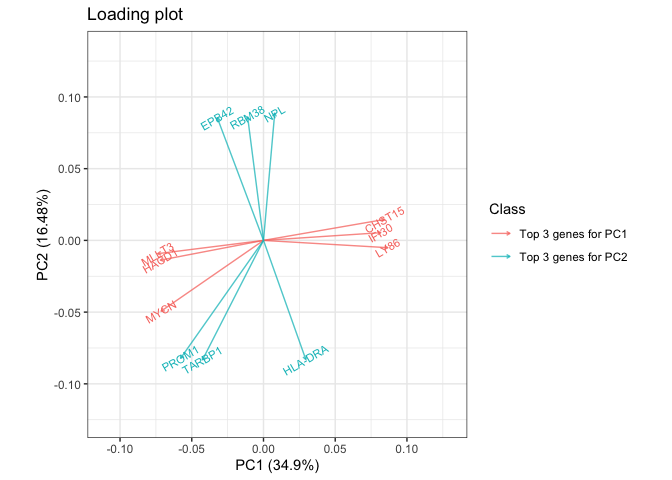 Loading plot
0.10
0.05
0.00
-0.05
-0.10
PC2 (16.48%)
EPB42
RBM38
NPL
CHST15
IFI30
LY86
MLLT3
MYCN
PROM1
TARBP1
HLA-DRA
-0.10
-0.05
0.00
0.05
0.10
PC1 (34.9%)
Class
Top 3 genes for PC1
Top 3 genes for PC2